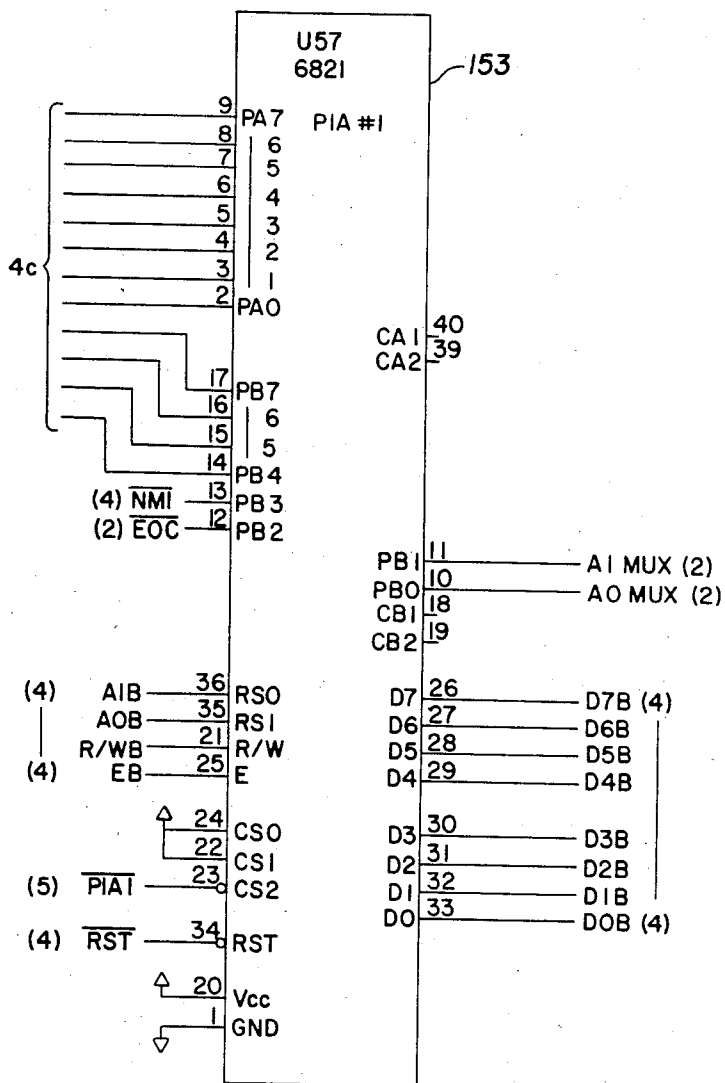 U57
6821
153
PIA #1
9 PA7
8 6
7 5
6 4
5 3
4 2
3 1
2 PA0
4c
CA1 40
CA2 39
17 PB7
16 6
15 5
14 PB4
(4) NMI 13 PB3
(2) EOC 12 PB2
PB1 11 A1 MUX (2)
PB0 10 A0 MUX (2)
CB1 18
CB2 19
(4) A1B 36 RS0
A0B 35 RS1
R/WB 21 R/W
(4) EB 25 E
D7 26 D7B (4)
D6 27 D6B
D5 28 D5B
D4 29 D4B
D3 30 D3B
D2 31 D2B
D1 32 D1B
D0 33 D0B (4)
24 CS0
22 CS1
(5) PIA1 23 CS2
(4) RST 34 RST
20 Vcc
1 GND